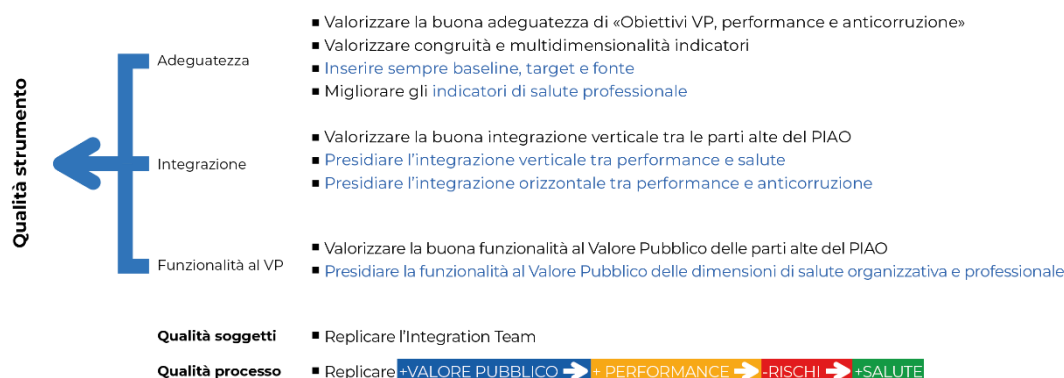 Qualità strumento
Adeguatezza
▪ Valorizzare la buona adeguatezza di «Obiettivi VP, performance e anticorruzione»
▪ Valorizzare congruità e multidimensionalità indicatori
▪ Inserire sempre baseline, target e fonte
▪ Migliorare gli indicatori di salute professionale
Integrazione
▪ Valorizzare la buona integrazione verticale tra le parti alte del PIAO
▪ Presidiare l'integrazione verticale tra performance e salute
▪ Presidiare l'integrazione orizzontale tra performance e anticorruzione
Funzionalità al VP
▪ Valorizzare la buona funzionalità al Valore Pubblico delle parti alte del PIAO
▪ Presidiare la funzionalità al Valore Pubblico delle dimensioni di salute organizzativa e professionale
Qualità soggetti ▪ Replicare l'Integration Team
Qualità processo ▪ Replicare +VALORE PUBBLICO + PERFORMANCE -RISCHI +SALUTE